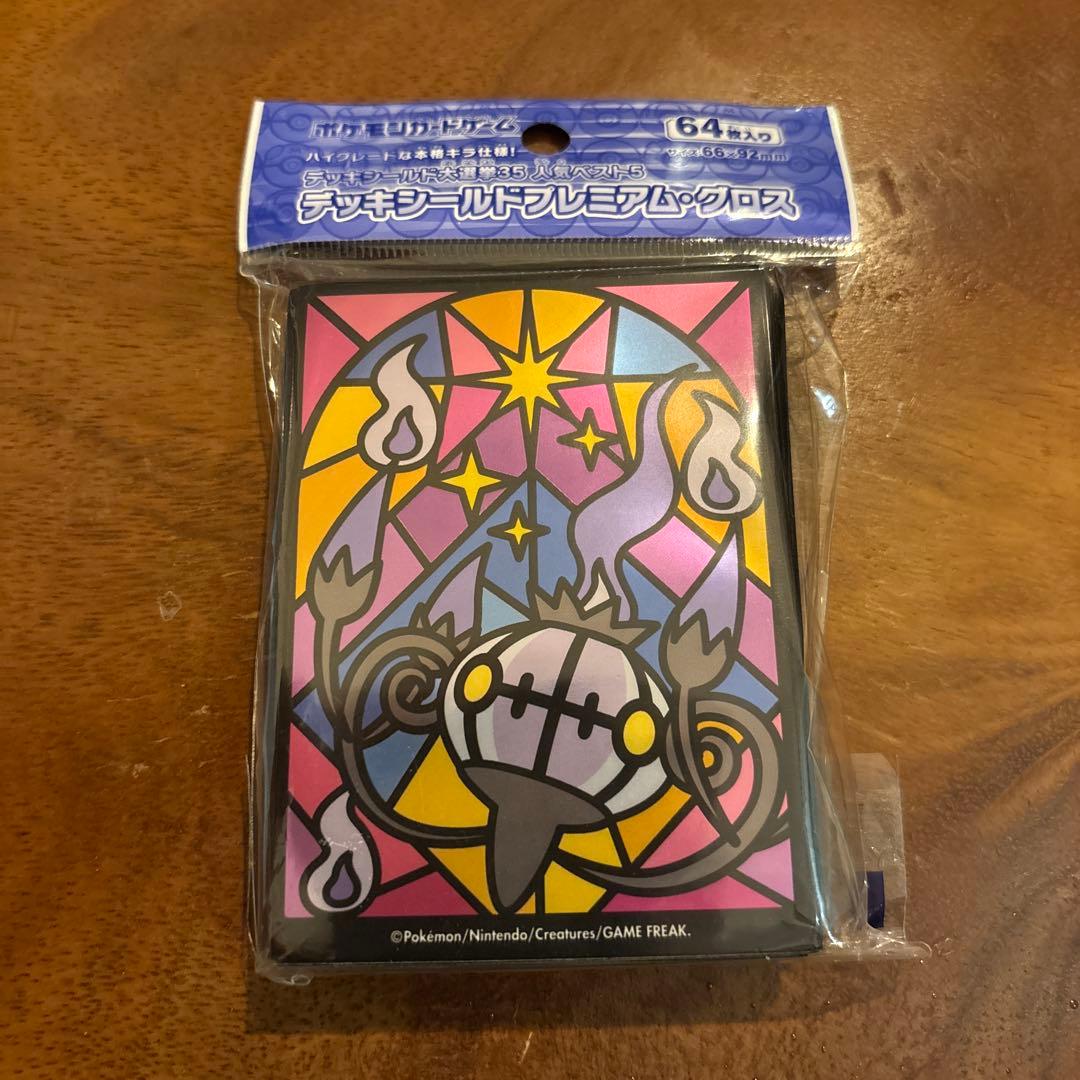 ポケモンカードゲーム
64枚入り
サイズ:66×92mm
ハイグレードな本格キラ仕様!
デッキシールド大選挙35 人気ベスト5
デッキシールドプレミアム・グロス
©Pokémon/Nintendo/Creatures/GAME FREAK.